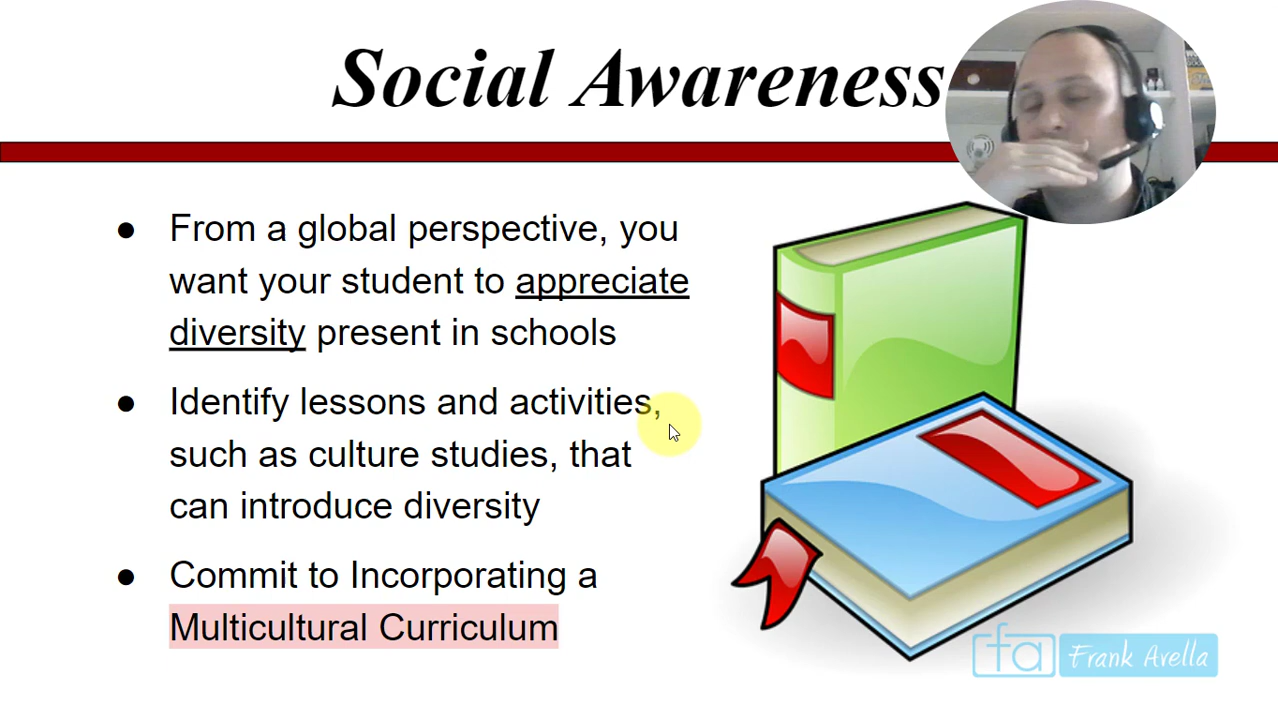 Social Awareness
● From a global perspective, you
want your student to appreciate
diversity present in schools
● Identify lessons and activities,
such as culture studies, that
can introduce diversity
● Commit to Incorporating a
Multicultural Curriculum
fa Frank Avella